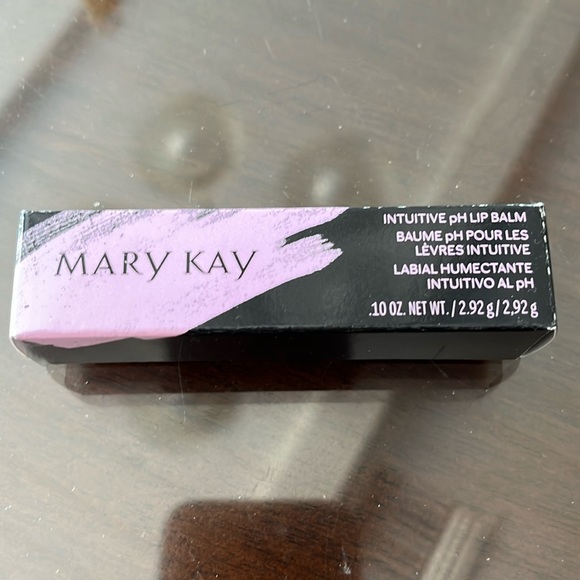 MARY KAY
INTUITIVE pH LIP BALM
BAUME pH POUR LES
LÈVRES INTUITIVE
LABIAL HUMECTANTE
INTUITIVO AL pH
.10 OZ. NET WT. / 2.92 g / 2,92 g